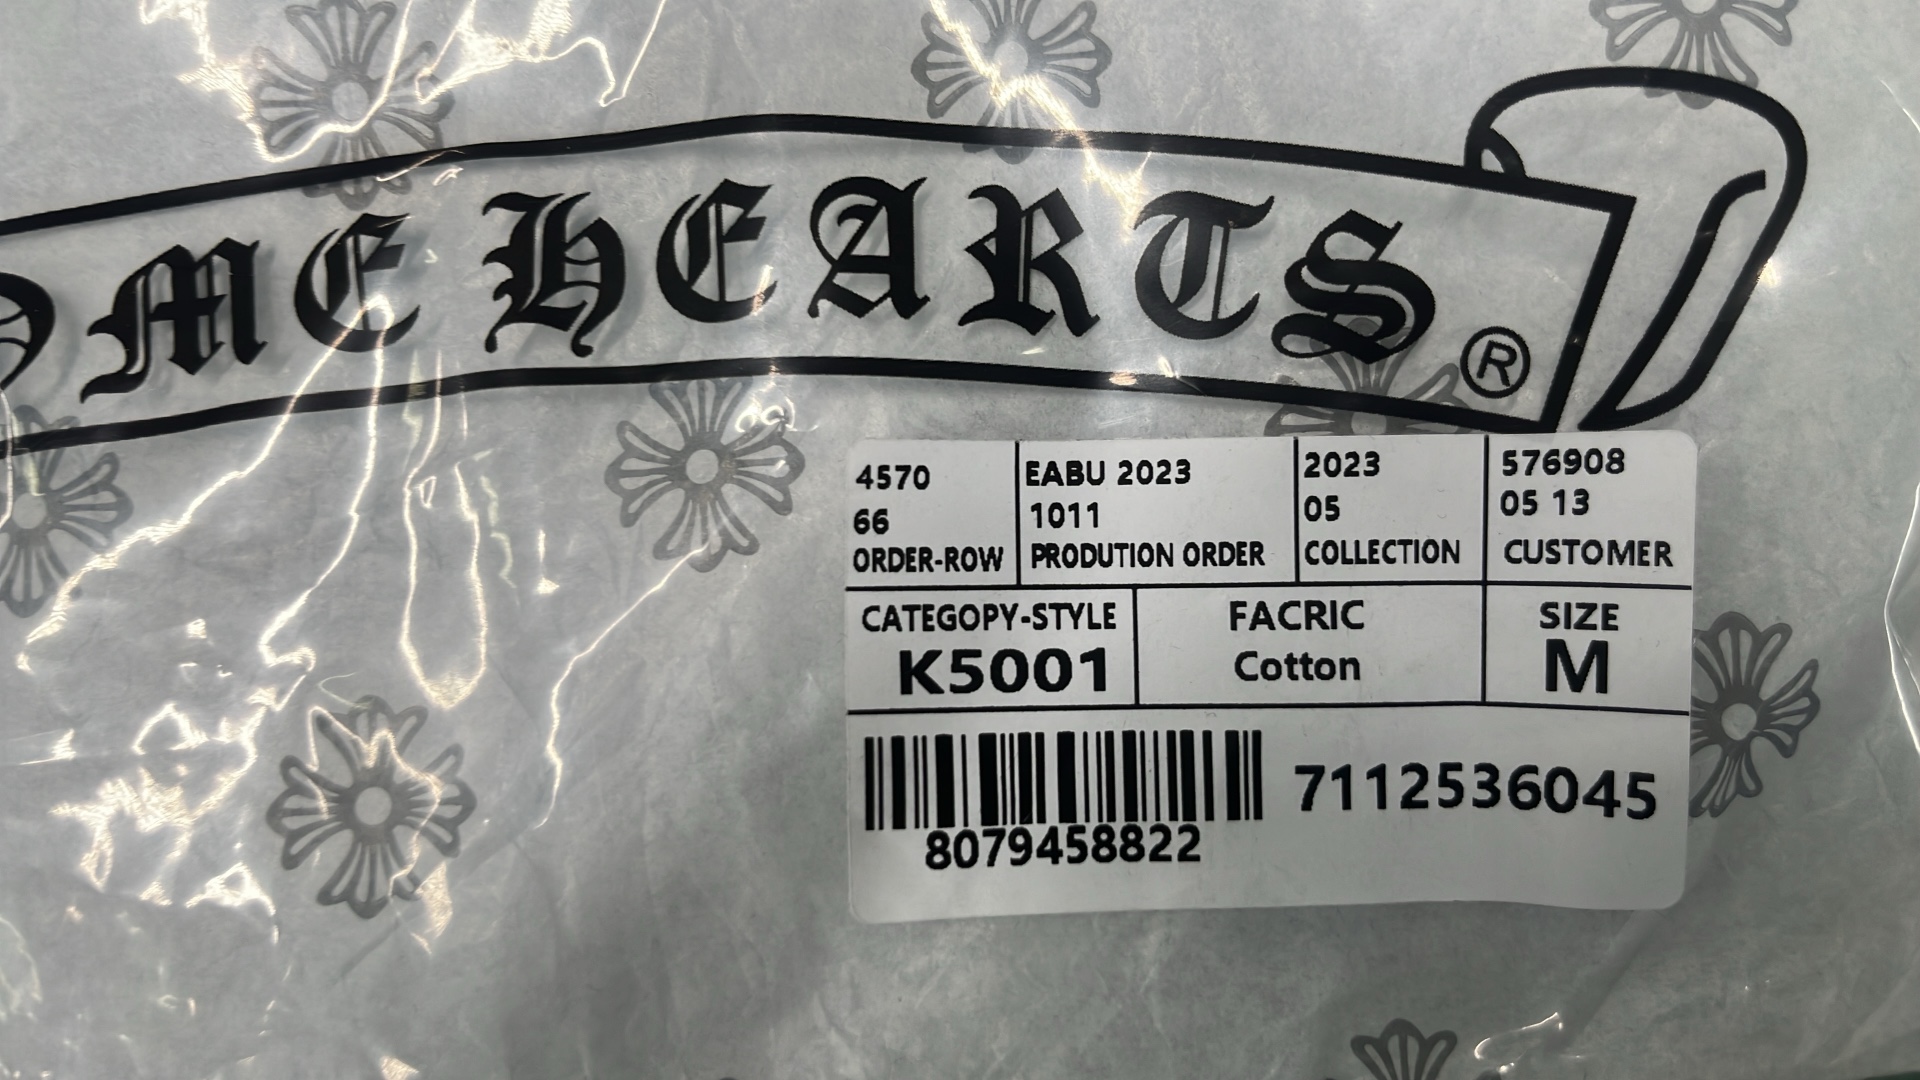 OME HEARTS
®
4570
66
ORDER-ROW
EABU 2023
1011
PRODUTION ORDER
2023
05
COLLECTION
576908
05 13
CUSTOMER
CATEGOPY-STYLE
K5001
FACRIC
Cotton
SIZE
M
8079458822
7112536045